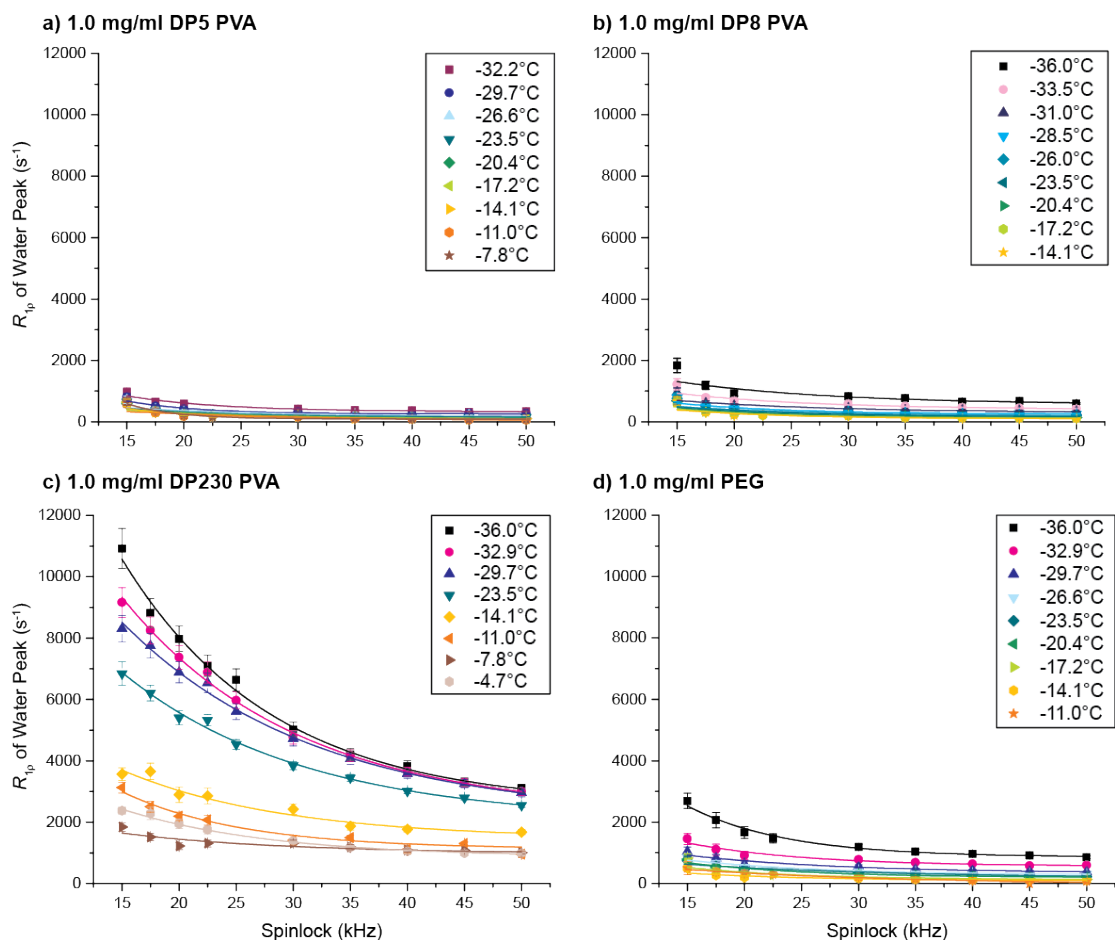 a) 1.0 mg/ml DP5 PVA
12000
10000
8000
6000
4000
2000
0
15 20 25 30 35 40 45 50
-32.2°C
-29.7°C
-26.6°C
-23.5°C
-20.4°C
-17.2°C
-14.1°C
-11.0°C
-7.8°C
R1ρ of Water Peak (s-1)
b) 1.0 mg/ml DP8 PVA
12000
10000
8000
6000
4000
2000
0
15 20 25 30 35 40 45 50
-36.0°C
-33.5°C
-31.0°C
-28.5°C
-26.0°C
-23.5°C
-20.4°C
-17.2°C
-14.1°C
c) 1.0 mg/ml DP230 PVA
12000
10000
8000
6000
4000
2000
0
15 20 25 30 35 40 45 50
-36.0°C
-32.9°C
-29.7°C
-23.5°C
-14.1°C
-11.0°C
-7.8°C
-4.7°C
R1ρ of Water Peak (s-1)
Spinlock (kHz)
d) 1.0 mg/ml PEG
12000
10000
8000
6000
4000
2000
0
15 20 25 30 35 40 45 50
-36.0°C
-32.9°C
-29.7°C
-26.6°C
-23.5°C
-20.4°C
-17.2°C
-14.1°C
-11.0°C
Spinlock (kHz)